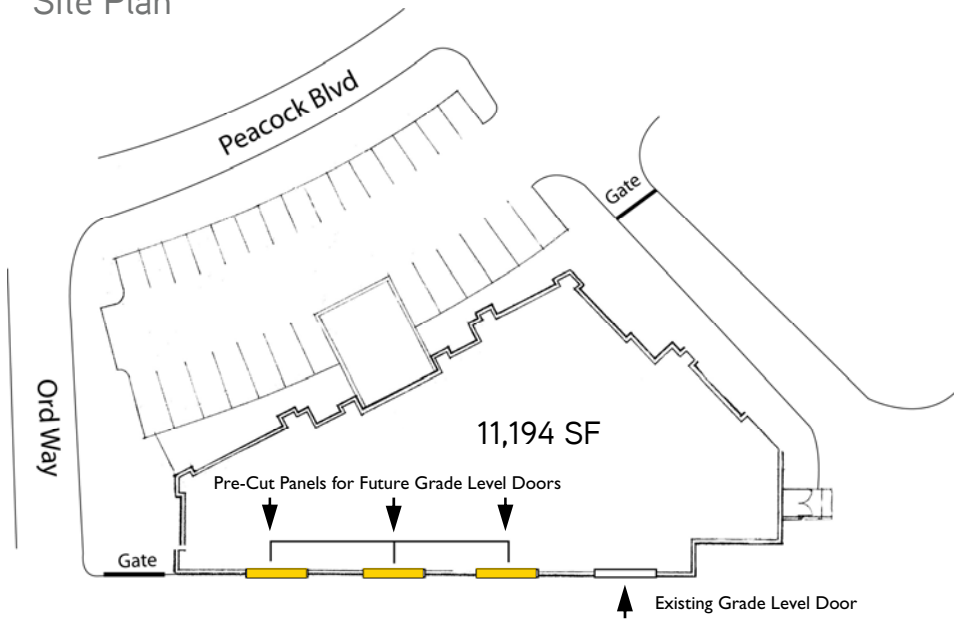 Site Plan
Peacock Blvd
Gate
Ord Way
11,194 SF
Pre-Cut Panels for Future Grade Level Doors
Gate
Existing Grade Level Door